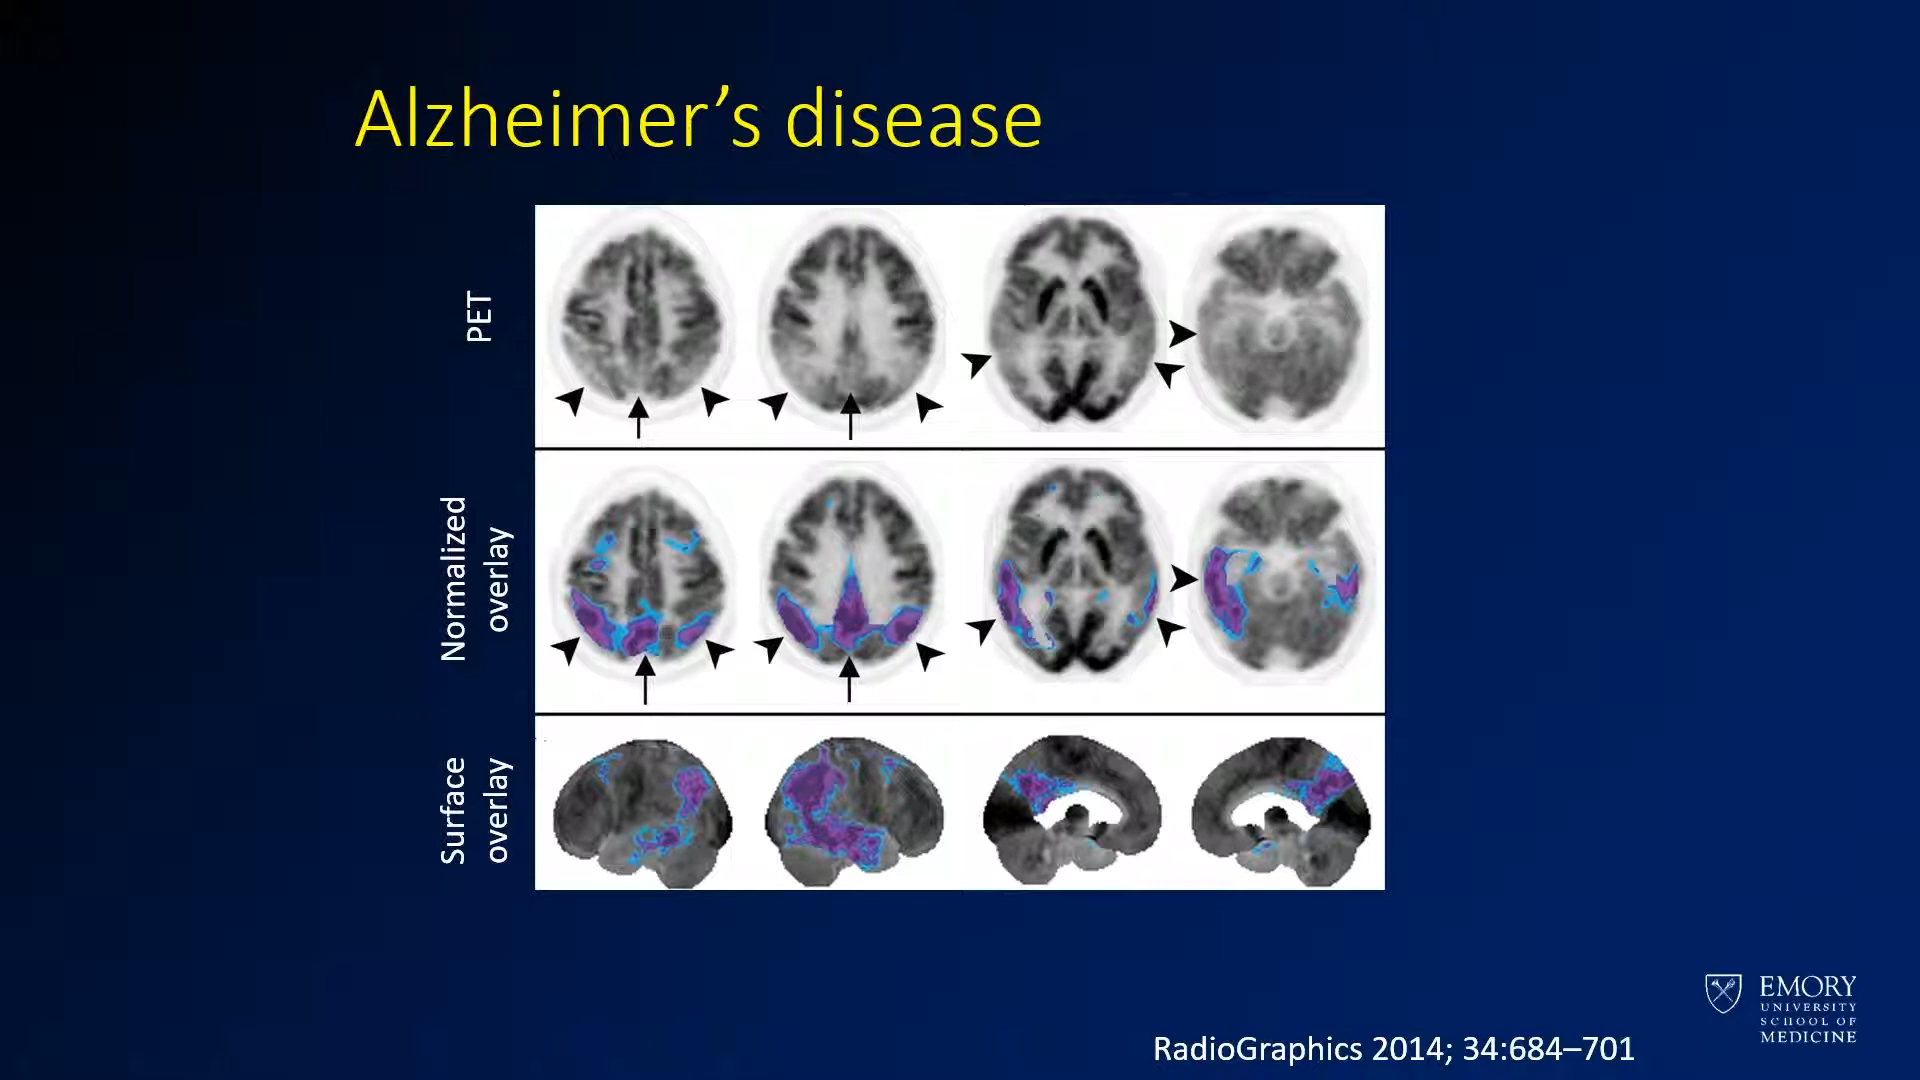 Alzheimer’s disease
PET
Normalized
overlay
Surface
overlay
EMORY
UNIVERSITY
SCHOOL OF
MEDICINE
RadioGraphics 2014; 34:684–701